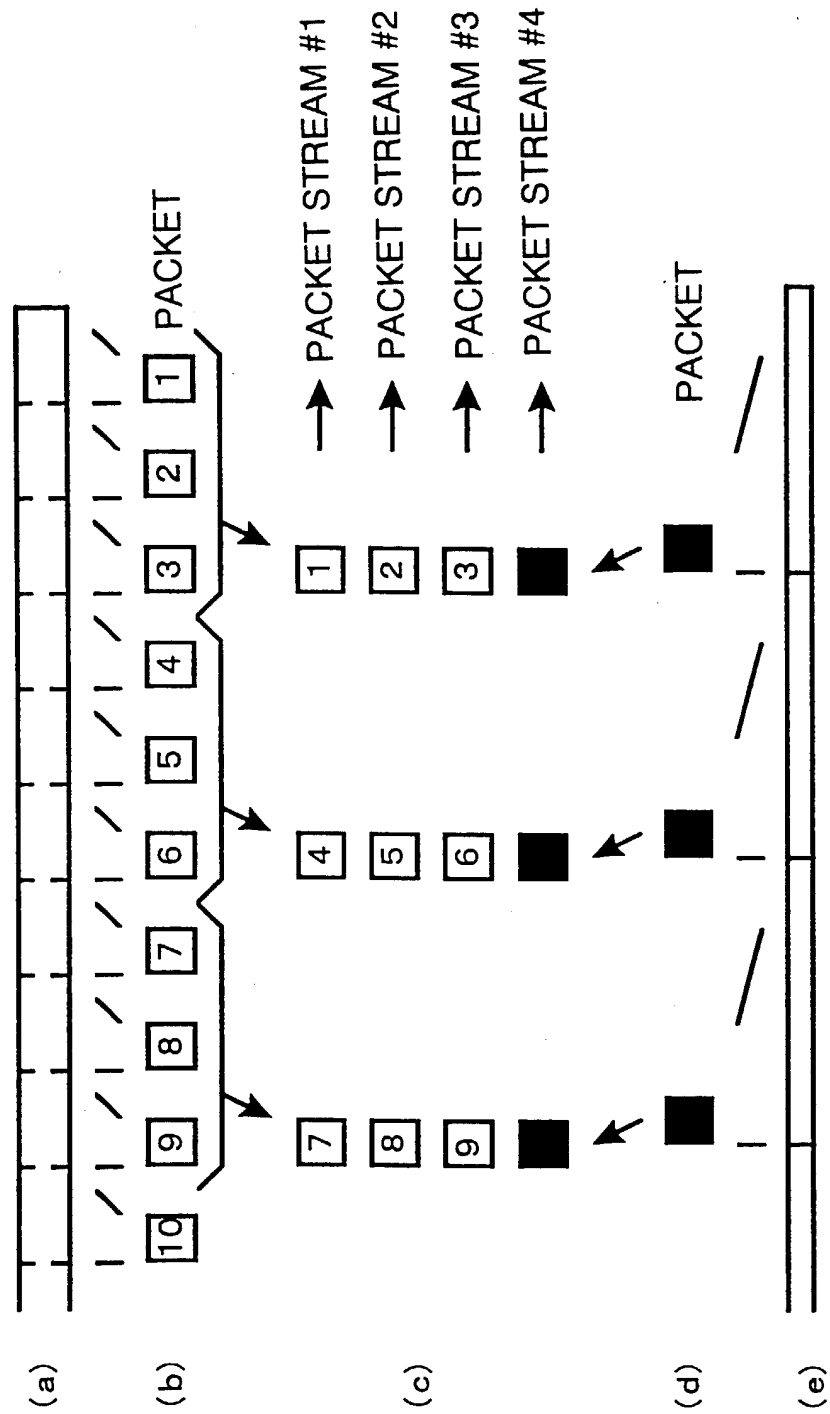 (a)
(b) 10 9 8 7 6 5 4 3 2 1 PACKET
(c)
7 4 1 PACKET STREAM #1
8 5 2 PACKET STREAM #2
9 6 3 PACKET STREAM #3
PACKET STREAM #4
(d) PACKET
(e)